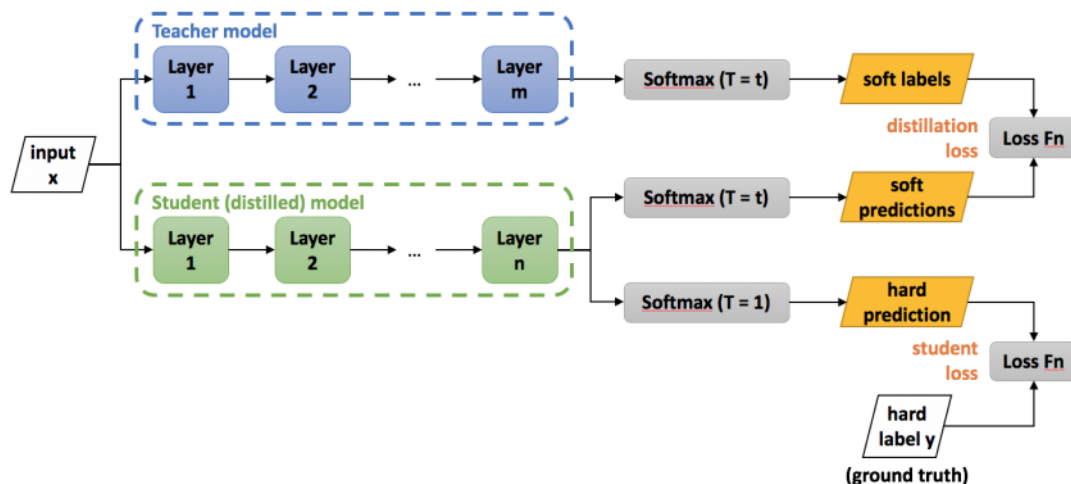 Teacher model
Layer
1
Layer
2
...
Layer
m
Softmax (T = t)
soft labels
input
x
distillation
loss
Loss Fn
Student (distilled) model
Layer
1
Layer
2
...
Layer
n
Softmax (T = t)
soft
predictions
Softmax (T = 1)
hard
prediction
student
loss
Loss Fn
hard
label y
(ground truth)